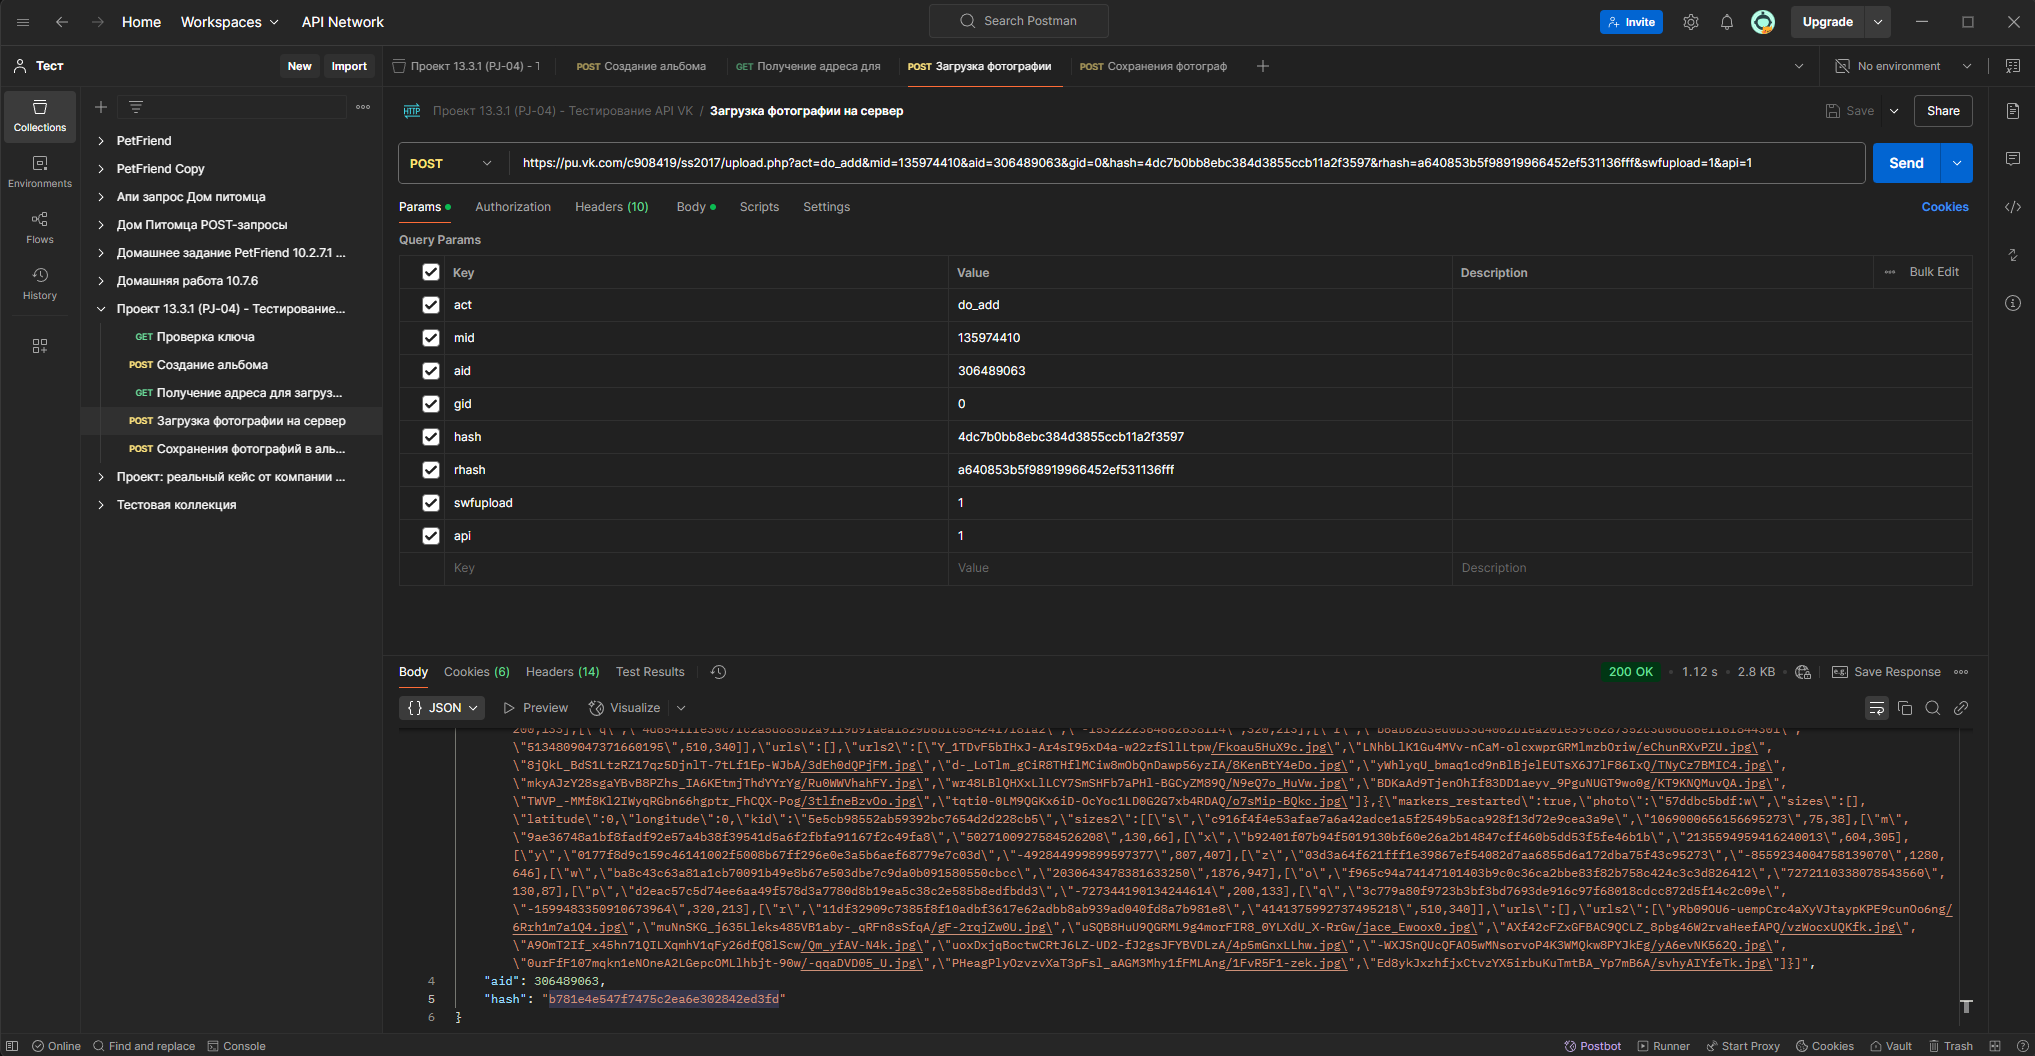 Home Workspaces API Network Search Postman Invite Upgrade
Тест New Import
Проект 13.3.1 (PJ-04) - Т POST Создание альбома GET Получение адреса для POST Загрузка фотографии POST Сохранения фотограф No environment
Collections
Environments
Flows
History
PetFriend
PetFriend Copy
Апи запрос Дом питомца
Дом Питомца POST-запросы
Домашнее задание PetFriend 10.2.7.1 ...
Домашняя работа 10.7.6
Проект 13.3.1 (PJ-04) - Тестирование...
GET Проверка ключа
POST Создание альбома
GET Получение адреса для загруз...
POST Загрузка фотографии на сервер
POST Сохранения фотографий в аль...
Проект: реальный кейс от компании ...
Тестовая коллекция
HTTP Проект 13.3.1 (PJ-04) - Тестирование API VK / Загрузка фотографии на сервер Save Share
POST https://pu.vk.com/c908419/ss2017/upload.php?act=do_add&mid=135974410&aid=306489063&gid=0&hash=4dc7b0bb8ebc384d3855ccb11a2f3597&rhash=a640853b5f98919966452ef531136fff&swfupload=1&api=1 Send
Params Authorization Headers (10) Body Scripts Settings Cookies
Query Params
Key Value Description Bulk Edit
act do_add
mid 135974410
aid 306489063
gid 0
hash 4dc7b0bb8ebc384d3855ccb11a2f3597
rhash a640853b5f98919966452ef531136fff
swfupload 1
api 1
Key Value Description
Body Cookies (6) Headers (14) Test Results 200 OK 1.12 s 2.8 KB e.g. Save Response
{} JSON Preview Visualize
\"5134809047371660195\",510,340]],\"urls\":[],\"urls2\":[\"Y_1TDvF5bIHxJ-Ar4sI95xD4a-w22zfSllLtpw/Fkoau5HuX9c.jpg\",\"LNhbLlK1Gu4MVv-nCaM-olcxwprGRMlmzbOriw/eChunRXvPZU.jpg\",
\"8jQkL_BdS1LtzRZ17qz5DjnlT-7tLf1Ep-WJbA/3dEh0dQPjFM.jpg\",\"d-_LoTlm_gCiR8THflMCiw8mObQnDawp56yzIA/8KenBtY4eDo.jpg\",\"yWhlyqU_bmaq1cd9nBlBjelEUTsX6J7lF86IxQ/TNyCz7BMIC4.jpg\",
\"mkyAJzY28sgaYBvB8PZhs_IA6KEtmjThdYYrYg/Ru0WWVhahFY.jpg\",\"wr48LBlQHXxLlLCY7SmSHFb7aPHl-BGCyZM89Q/N9eQ7o_HuVw.jpg\",\"BDKaAd9TjenOhIf83DD1aeyv_9PguNUGT9wo0g/KT9KNQMuvQA.jpg\",
\"TWVP_-MMf8Kl2IWyqRGbn66hgptr_FhCQX-Pog/3tlfneBzvOo.jpg\",\"tqti0-0LM9QGKx6iD-OcYoc1LD0G2G7xb4RDAQ/o7sMip-BQkc.jpg\"]},{\"markers_restarted\":true,\"photo\":\"57ddbc5bdf:w\",\"sizes\":[],
\"latitude\":0,\"longitude\":0,\"kid\":\"5e5cb98552ab59392bc7654d2d228cb5\",\"sizes2\":[[\"s\",\"c916f4f4e53afae7a6a42adce1a5f2549b5aca928f13d72e9cea3a9e\",\"1069000656156695273\",75,38],[\"m\",
\"9ae36748a1bf8fadf92e57a4b38f39541d5a6f2fbfa91167f2c49fa8\",\"5027100927584526208\",130,66],[\"x\",\"b92401f07b94f5019130bf60e26a2b14847cff460b5dd53f5fe46b1b\",\"2135594959416240013\",604,305],
[\"y\",\"0177f8d9c159c46141002f5008b67ff296e0e3a5b6aef68779e7c03d\",\"-492844999899597377\",807,407],[\"z\",\"03d3a64f621fff1e39867ef54082d7aa6855d6a172dba75f43c95273\",\"-8559234004758139070\",1280,
646],[\"w\",\"ba8c43c63a81a1cb70091b49e8b67e503dbe7c9da0b091580550cbcc\",\"2030643478381633250\",1876,947],[\"o\",\"f965c94a74147101403b9c0c36ca2bbe83f82b758c424c3c3d826412\",\"7272110338078543560\",
130,87],[\"p\",\"d2eac57c5d74ee6aa49f578d3a7780d8b19ea5c38c2e585b8edfbdd3\",\"-727344190134244614\",200,133],[\"q\",\"3c779a80f9723b3bf3bd7693de916c97f68018cdcc872d5f14c2c09e\",
\"-1599483350910673964\",320,213],[\"r\",\"11df32909c7385f8f10adbf3617e62adbb8ab939ad040fd8a7b981e8\",\"4141375992737495218\",510,340]],\"urls\":[],\"urls2\":[\"yRb09OU6-uempCrc4aXyVJtaypKPE9cunOo6ng/
6Rrh1m7a1Q4.jpg\",\"muNnSKG_j635Lleks485VB1aby-_qRFn8sSfqA/gF-2rqjZw0U.jpg\",\"uSQB8HuU9QGRML9g4morFIR8_0YLXdU_X-RrGw/jace_Ewoox0.jpg\",\"AXf42cFZxGFBAC9QCLZ_8pbg46W2rvaHeefAPQ/vzWocxUQKfk.jpg\",
\"A9OmT2If_x45hn71QILXqmhV1qFy26dfQ8lScw/Qm_yfAV-N4k.jpg\",\"uoxDxjqBoctwCRtJ6LZ-UD2-fJ2gsJFYBVDLzA/4p5mGnxLLhw.jpg\",\"-WXJSnQUcQFAO5wMNsorvoP4K3WMQkw8PYJkEg/yA6evNK562Q.jpg\",
\"0urFfF107mqkn1eNOneA2LGepcOMLlhbjt-90w/-qqaDVD05_U.jpg\",\"PHeagPlyOzvzvXaT3pFsl_aAGM3Mhy1fFMLAng/1FvR5F1-zek.jpg\",\"Ed8ykJxzhfjxCtvzYX5irbuKuTmtBA_Yp7mB6A/svhyAIYfeTk.jpg\"]}]",
4 "aid": 306489063,
5 "hash": "b781e4e547f7475c2ea6e302842ed3fd"
6 }
Online Find and replace Console Postbot Runner Start Proxy Cookies Vault Trash